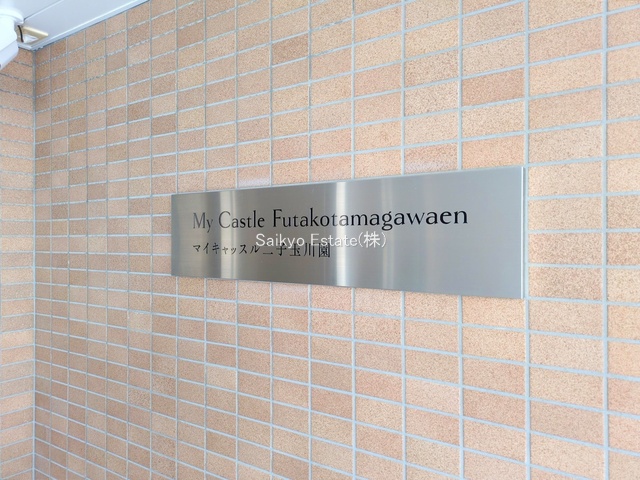 My Castle Futakotamagawaen
Saikyo Estate(株)
マイキャッスル二子玉川園